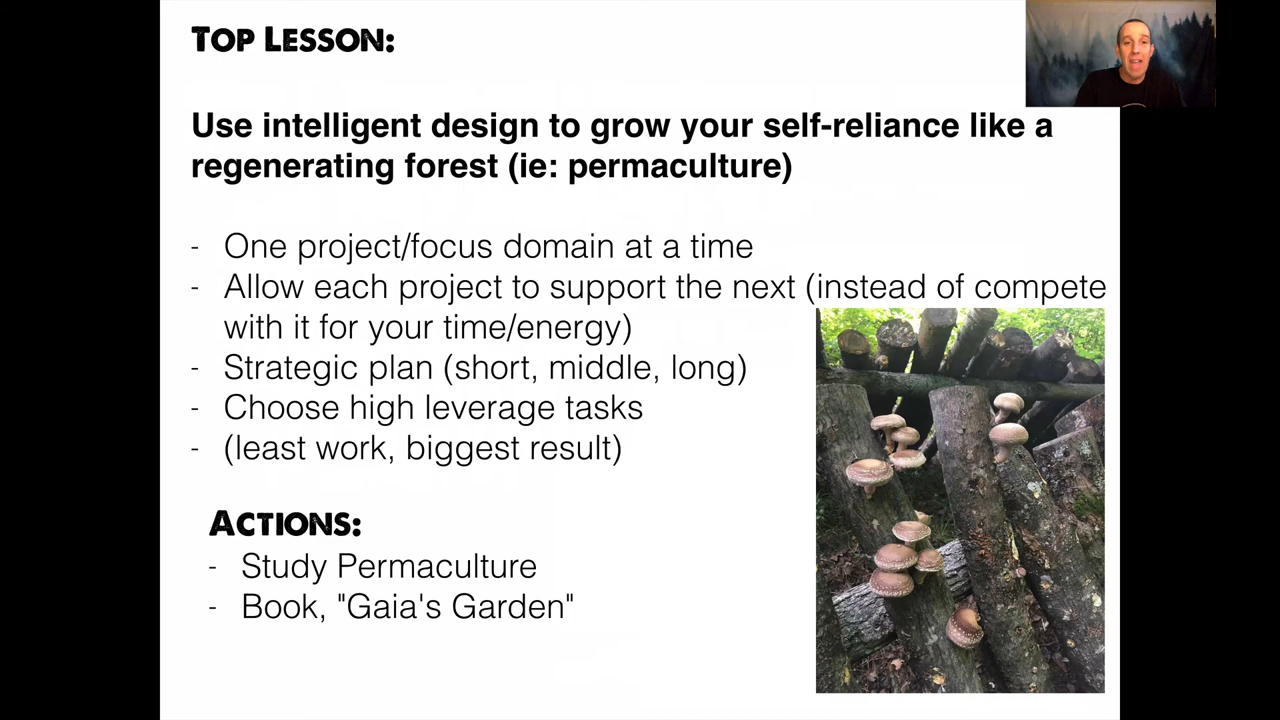 Top Lesson:
Use intelligent design to grow your self-reliance like a
regenerating forest (ie: permaculture)
- One project/focus domain at a time
- Allow each project to support the next (instead of compete
with it for your time/energy)
- Strategic plan (short, middle, long)
- Choose high leverage tasks
- (least work, biggest result)
Actions:
- Study Permaculture
- Book, "Gaia's Garden"